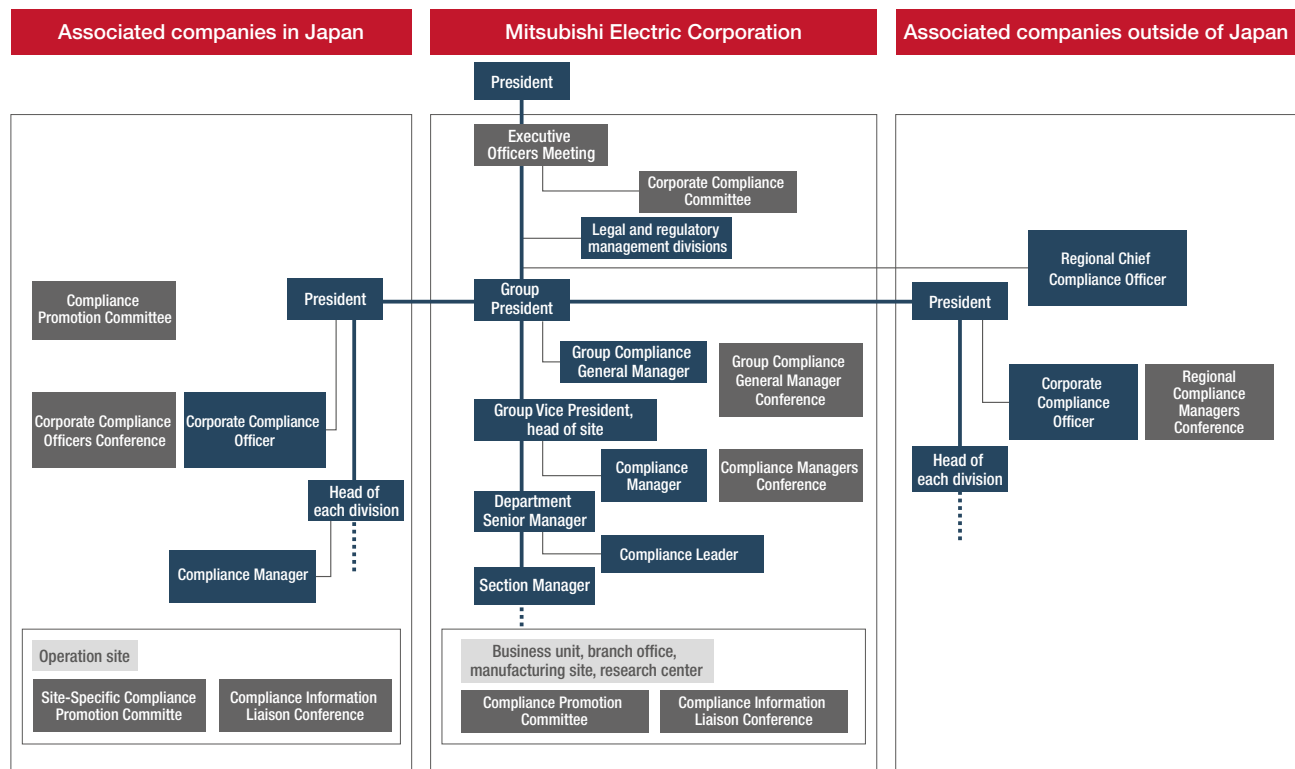 Associated companies in Japan
Mitsubishi Electric Corporation
Associated companies outside of Japan
President
Executive
Officers Meeting
Corporate Compliance
Committee
Legal and regulatory
management divisions
Regional Chief
Compliance Officer
Compliance
Promotion Committee
President
Group
President
President
Group Compliance
General Manager
Group Compliance
General Manager
Conference
Corporate Compliance
Officers Conference
Corporate Compliance
Officer
Group Vice President,
head of site
Corporate
Compliance
Officer
Regional
Compliance
Managers
Conference
Compliance
Manager
Compliance Managers
Conference
Head of
each division
Head of
each division
Department
Senior Manager
Compliance Leader
Compliance Manager
Section Manager
Operation site
Site-Specific Compliance
Promotion Committe
Compliance Information
Liaison Conference
Business unit, branch office,
manufacturing site, research center
Compliance Promotion
Committee
Compliance Information
Liaison Conference